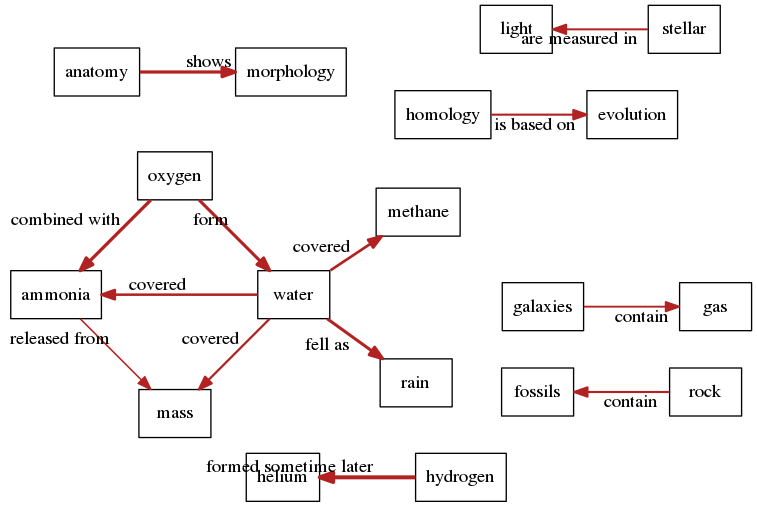 light
are measured in
stellar
anatomy
shows
morphology
homology
is based on
evolution
oxygen
combined with
form
methane
covered
ammonia
covered
water
galaxies
contain
gas
released from
covered
fell as
rain
fossils
contain
rock
mass
formed sometime later
helium
hydrogen